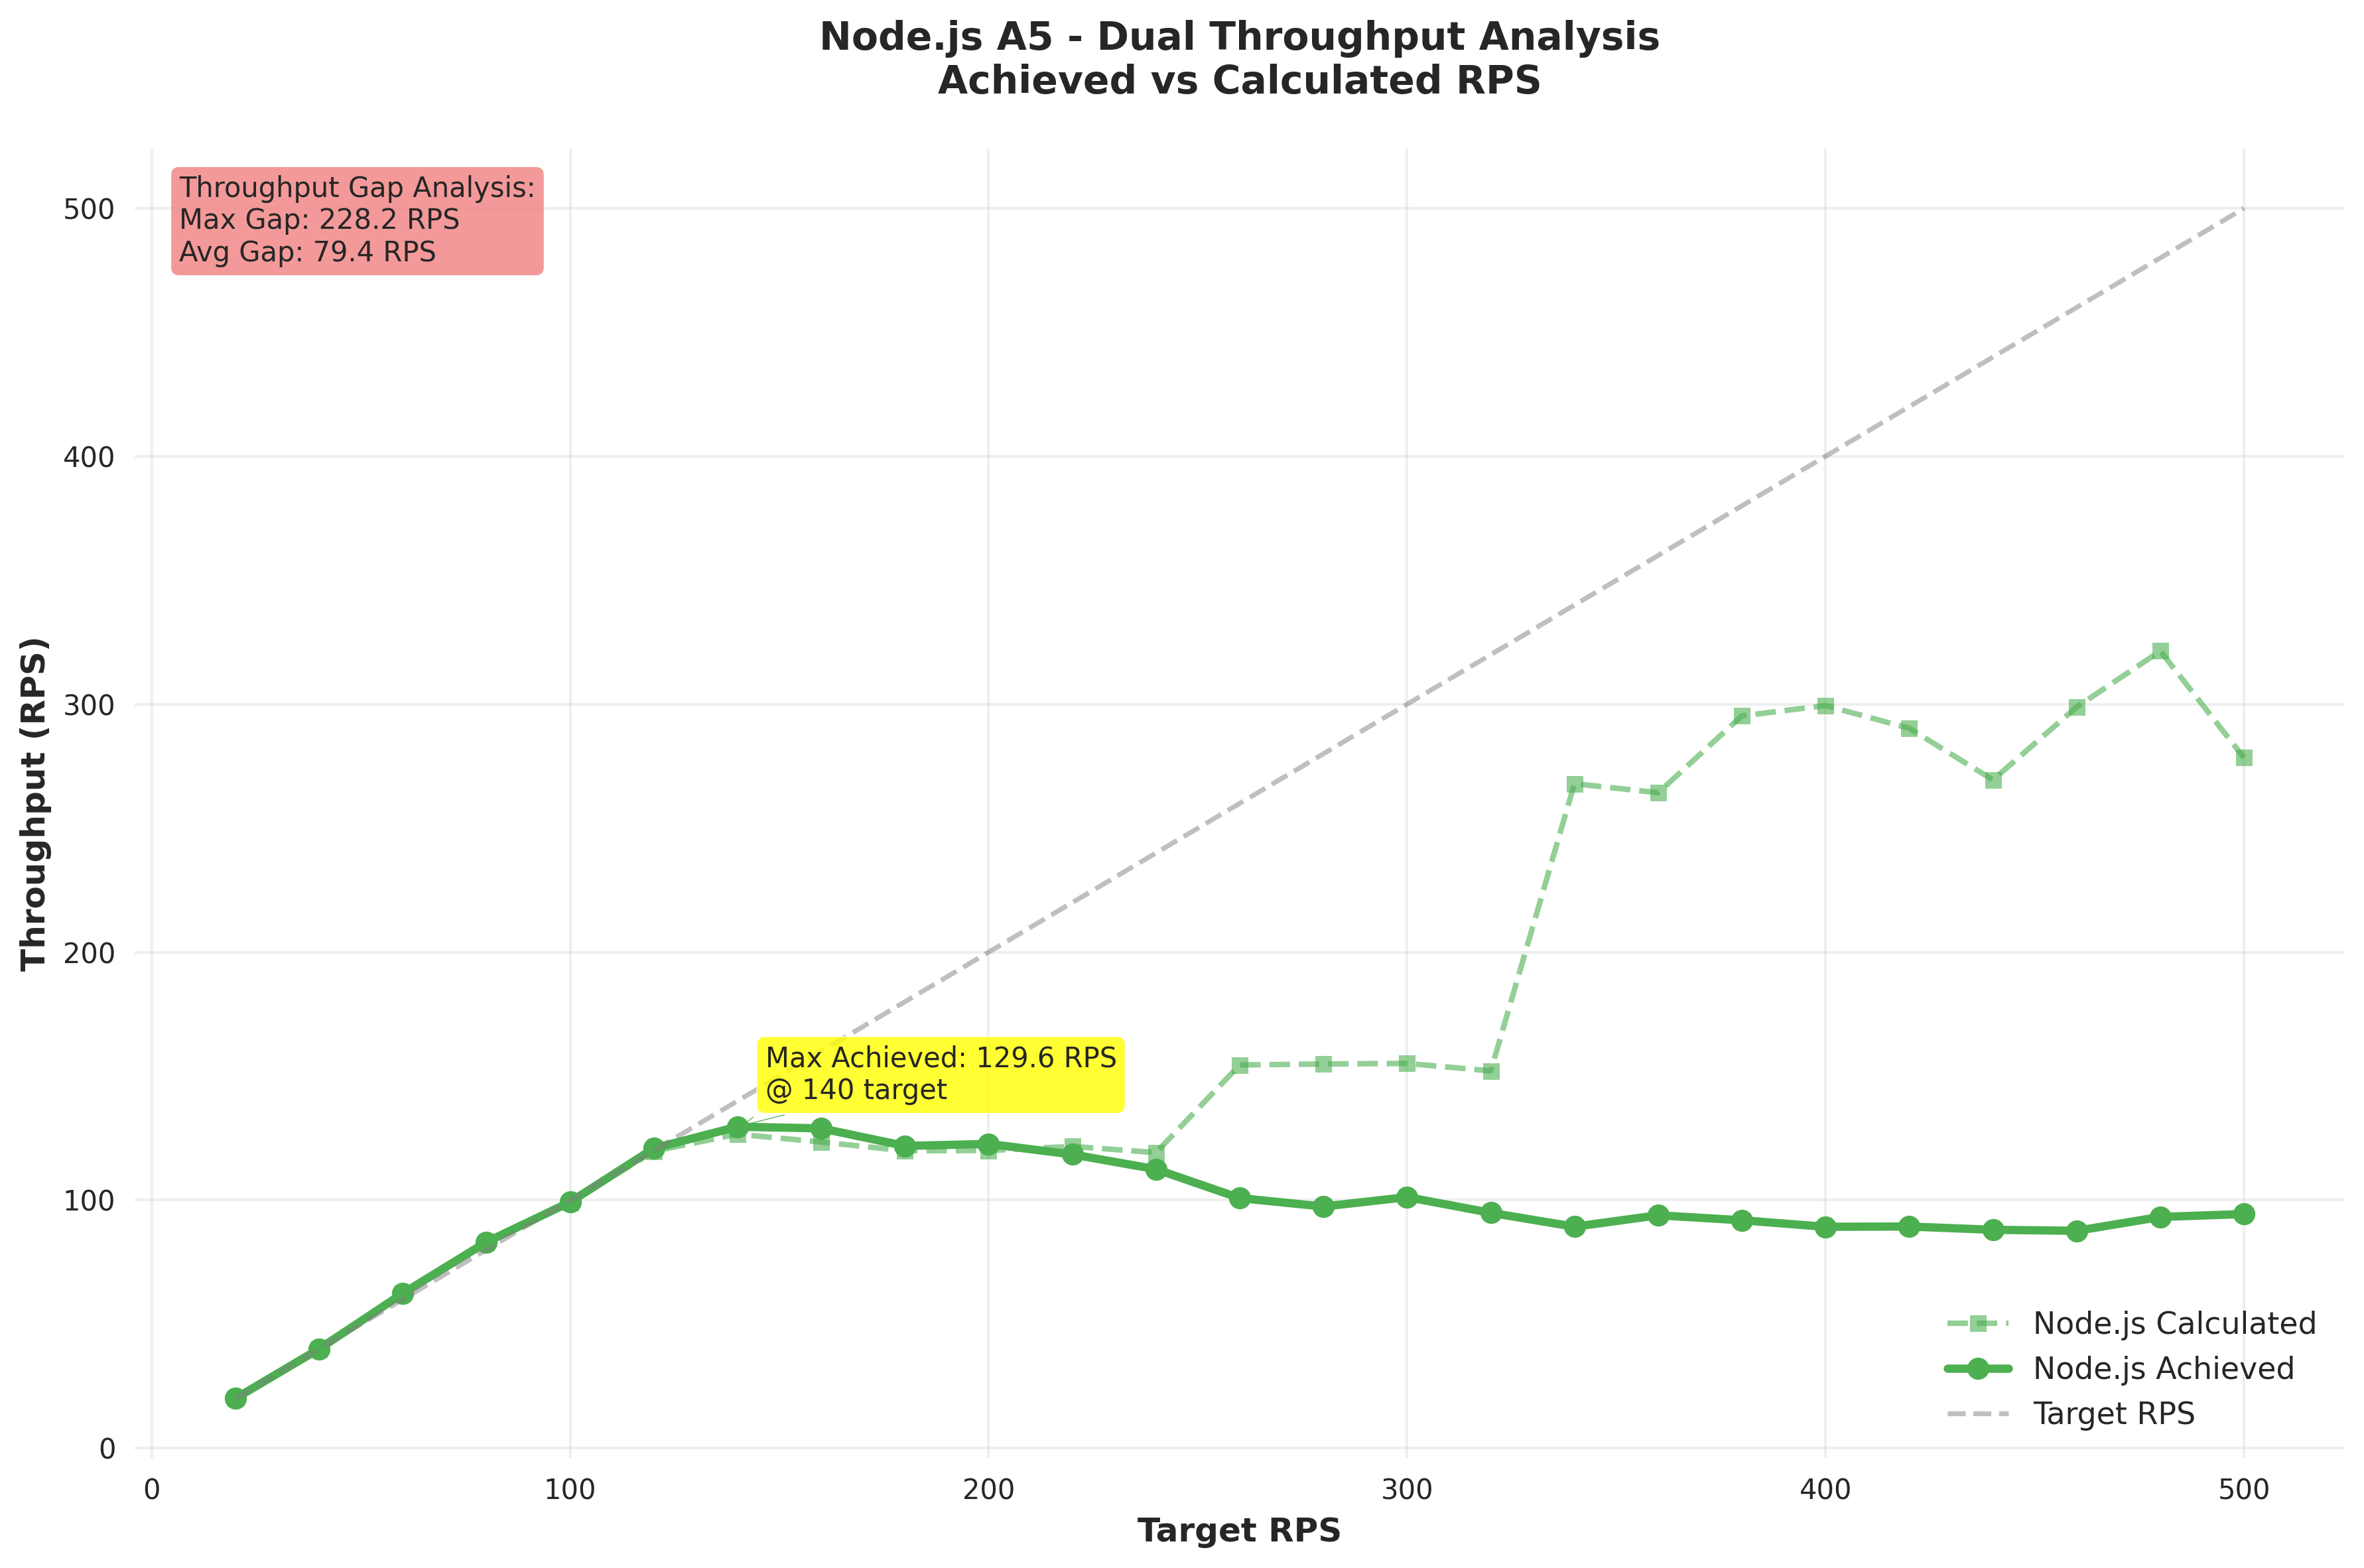 Node.js A5 - Dual Throughput Analysis
Achieved vs Calculated RPS
Throughput Gap Analysis:
Max Gap: 228.2 RPS
Avg Gap: 79.4 RPS
500
400
300
200
100
0
Throughput (RPS)
Max Achieved: 129.6 RPS
@ 140 target
Node.js Calculated
Node.js Achieved
Target RPS
0 100 200 300 400 500
Target RPS